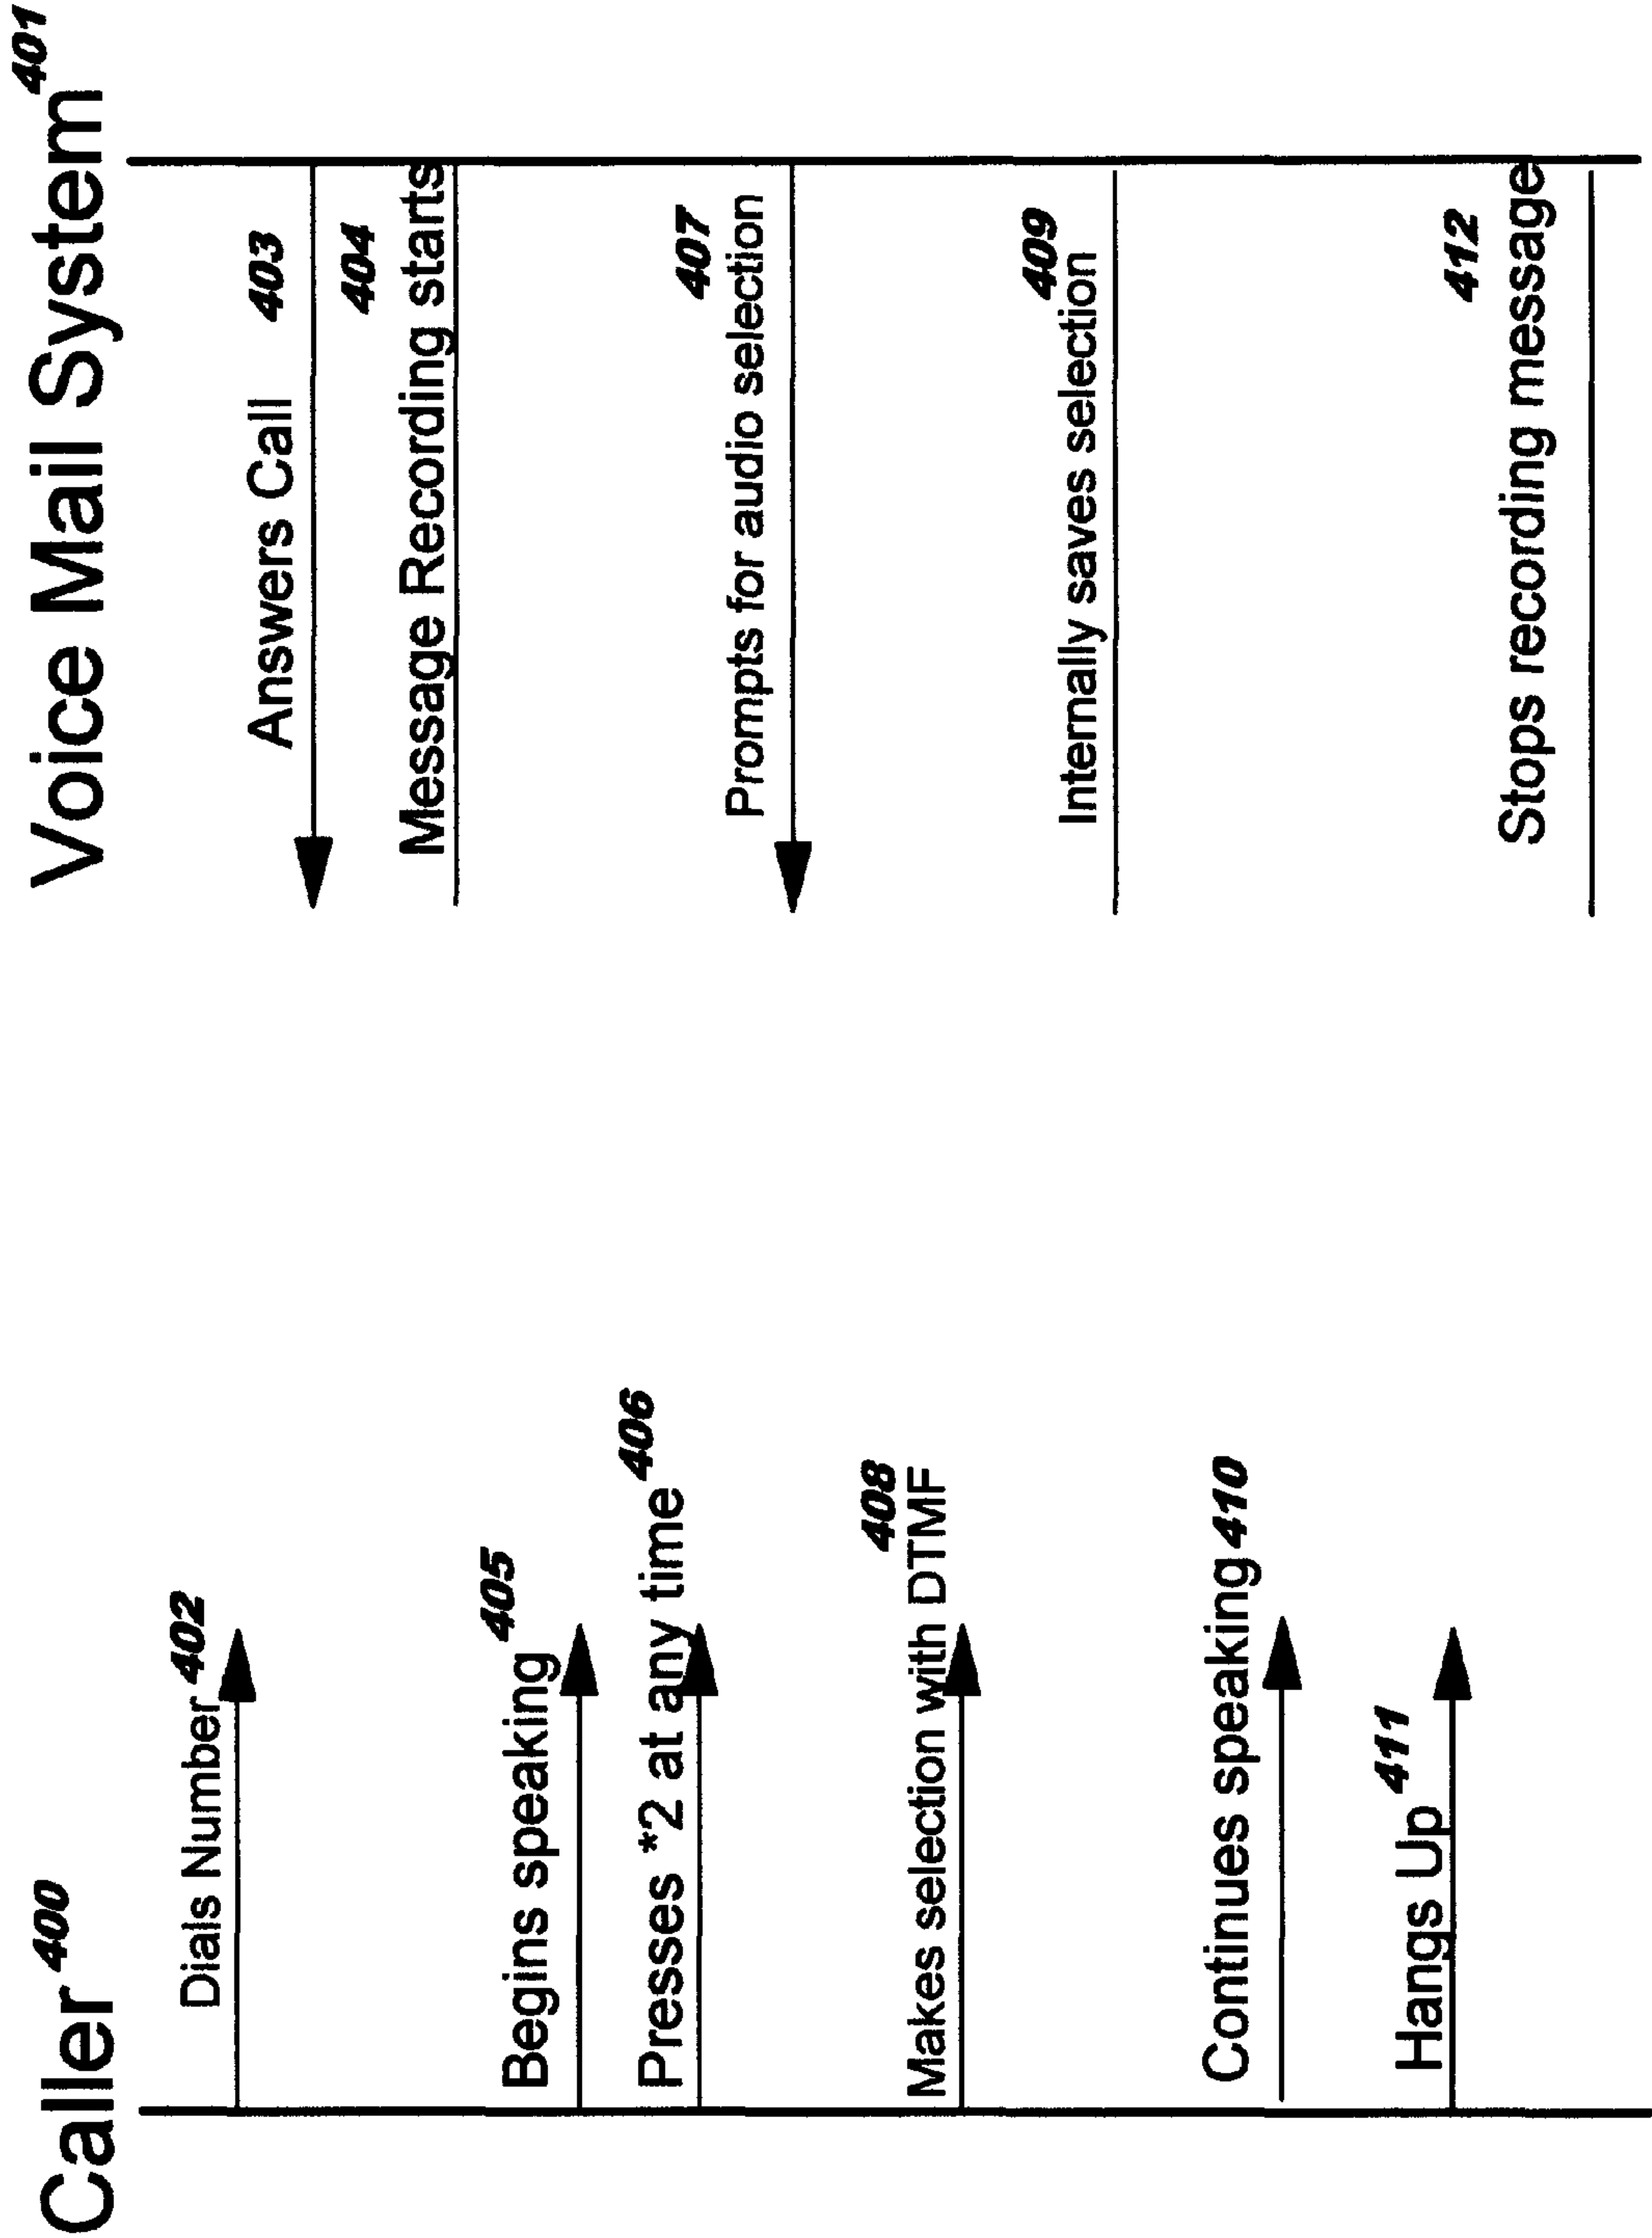 Caller 400
Voice Mail System 401
Dials Number 402
Answers Call 403
404
Message Recording starts
Begins speaking 405
Presses *2 at any time 406
407
Prompts for audio selection
408
Makes selection with DTMF
409
Internally saves selection
Continues speaking 410
Hangs Up 411
412
Stops recording message